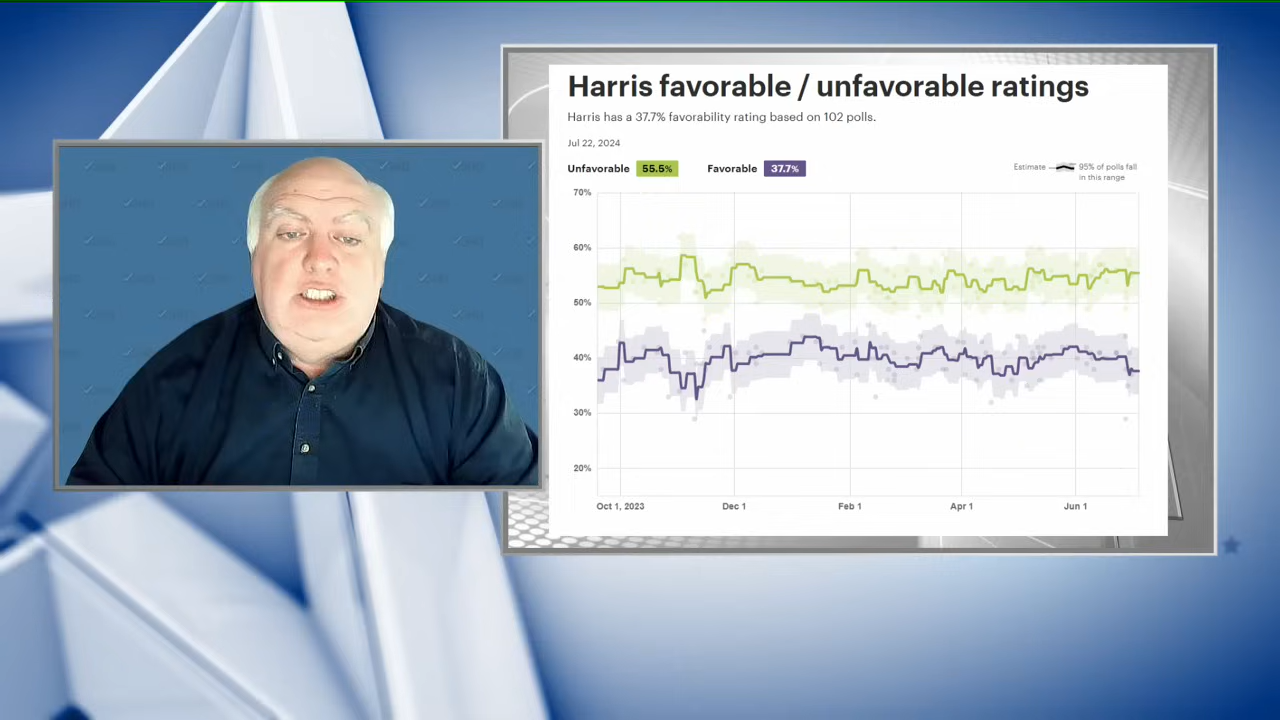 Harris favorable / unfavorable ratings
Harris has a 37.7% favorability rating based on 102 polls.
Jul 22, 2024
Unfavorable 55.5% Favorable 37.7%
Estimate 95% of polls fall
in this range
70%
60%
50%
40%
30%
20%
Oct 1, 2023 Dec 1 Feb 1 Apr 1 Jun 1